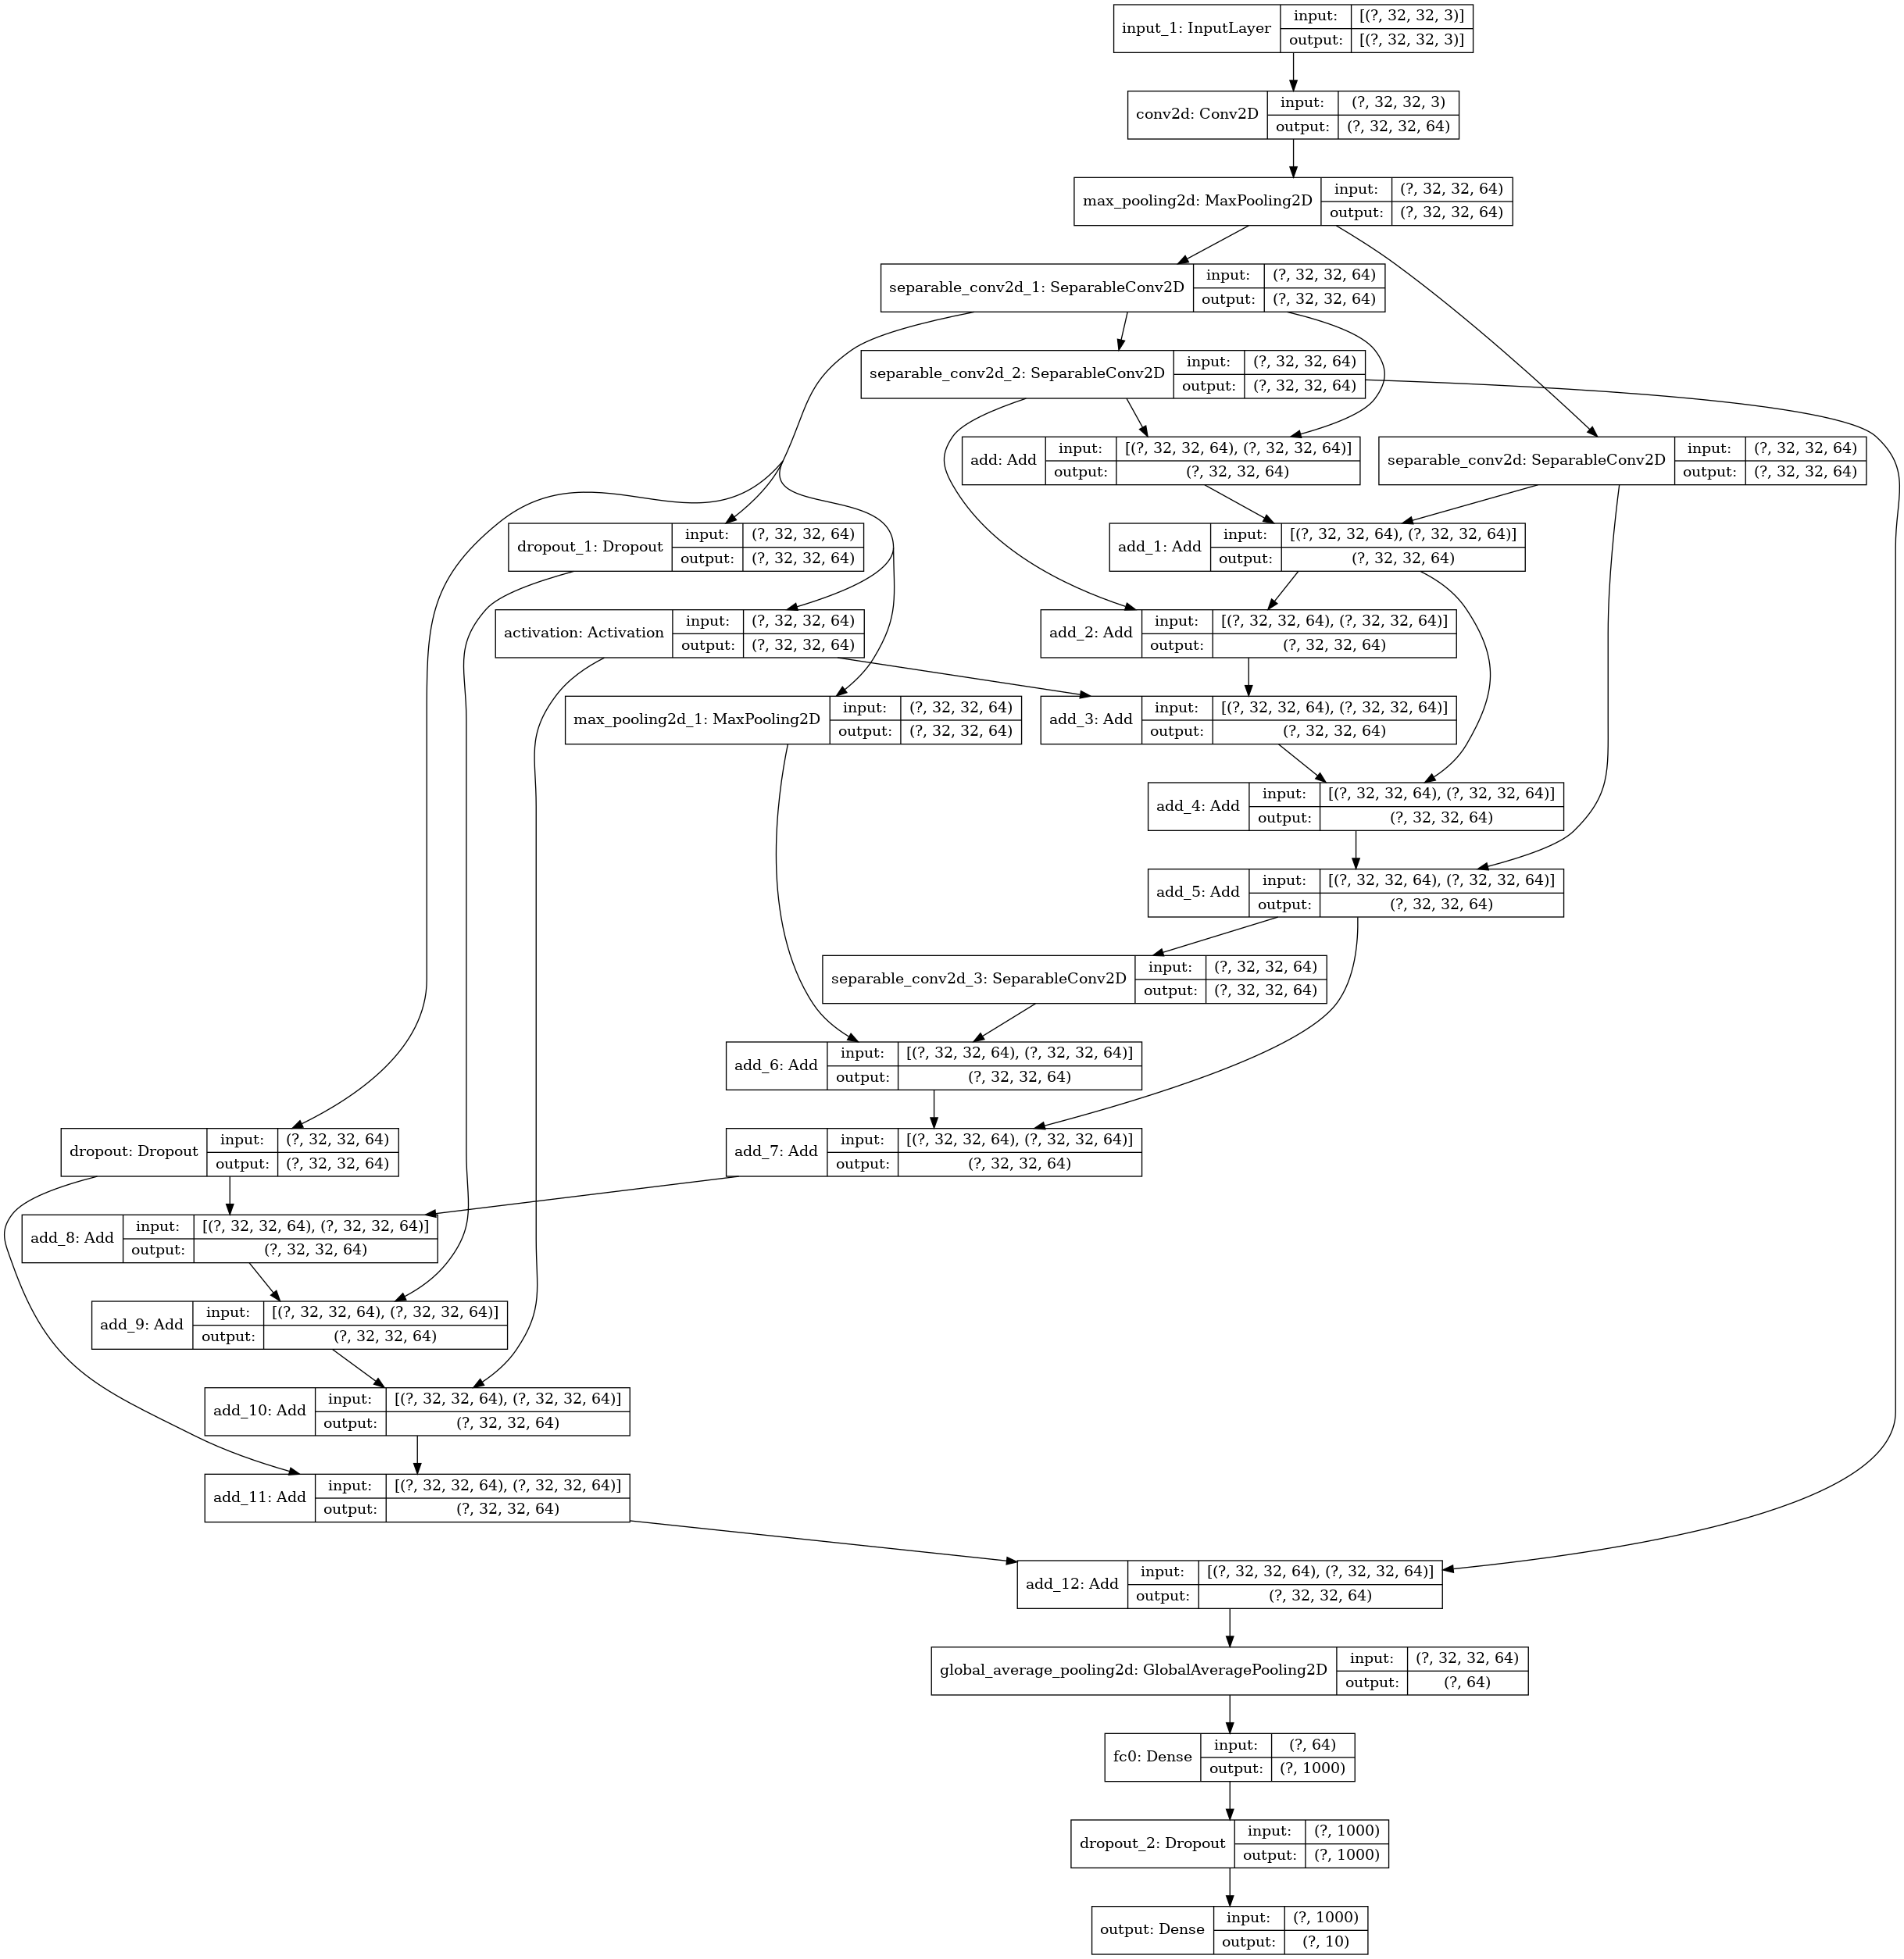 input_1: InputLayer
input: [(?, 32, 32, 3)]
output: [(?, 32, 32, 3)]
conv2d: Conv2D
input: (?, 32, 32, 3)
output: (?, 32, 32, 64)
max_pooling2d: MaxPooling2D
input: (?, 32, 32, 64)
output: (?, 32, 32, 64)
separable_conv2d_1: SeparableConv2D
input: (?, 32, 32, 64)
output: (?, 32, 32, 64)
separable_conv2d_2: SeparableConv2D
input: (?, 32, 32, 64)
output: (?, 32, 32, 64)
add: Add
input: [(?, 32, 32, 64), (?, 32, 32, 64)]
output: (?, 32, 32, 64)
separable_conv2d: SeparableConv2D
input: (?, 32, 32, 64)
output: (?, 32, 32, 64)
dropout_1: Dropout
input: (?, 32, 32, 64)
output: (?, 32, 32, 64)
add_1: Add
input: [(?, 32, 32, 64), (?, 32, 32, 64)]
output: (?, 32, 32, 64)
activation: Activation
input: (?, 32, 32, 64)
output: (?, 32, 32, 64)
add_2: Add
input: [(?, 32, 32, 64), (?, 32, 32, 64)]
output: (?, 32, 32, 64)
max_pooling2d_1: MaxPooling2D
input: (?, 32, 32, 64)
output: (?, 32, 32, 64)
add_3: Add
input: [(?, 32, 32, 64), (?, 32, 32, 64)]
output: (?, 32, 32, 64)
add_4: Add
input: [(?, 32, 32, 64), (?, 32, 32, 64)]
output: (?, 32, 32, 64)
add_5: Add
input: [(?, 32, 32, 64), (?, 32, 32, 64)]
output: (?, 32, 32, 64)
separable_conv2d_3: SeparableConv2D
input: (?, 32, 32, 64)
output: (?, 32, 32, 64)
add_6: Add
input: [(?, 32, 32, 64), (?, 32, 32, 64)]
output: (?, 32, 32, 64)
dropout: Dropout
input: (?, 32, 32, 64)
output: (?, 32, 32, 64)
add_7: Add
input: [(?, 32, 32, 64), (?, 32, 32, 64)]
output: (?, 32, 32, 64)
add_8: Add
input: [(?, 32, 32, 64), (?, 32, 32, 64)]
output: (?, 32, 32, 64)
add_9: Add
input: [(?, 32, 32, 64), (?, 32, 32, 64)]
output: (?, 32, 32, 64)
add_10: Add
input: [(?, 32, 32, 64), (?, 32, 32, 64)]
output: (?, 32, 32, 64)
add_11: Add
input: [(?, 32, 32, 64), (?, 32, 32, 64)]
output: (?, 32, 32, 64)
add_12: Add
input: [(?, 32, 32, 64), (?, 32, 32, 64)]
output: (?, 32, 32, 64)
global_average_pooling2d: GlobalAveragePooling2D
input: (?, 32, 32, 64)
output: (?, 64)
fc0: Dense
input: (?, 64)
output: (?, 1000)
dropout_2: Dropout
input: (?, 1000)
output: (?, 1000)
output: Dense
input: (?, 1000)
output: (?, 10)